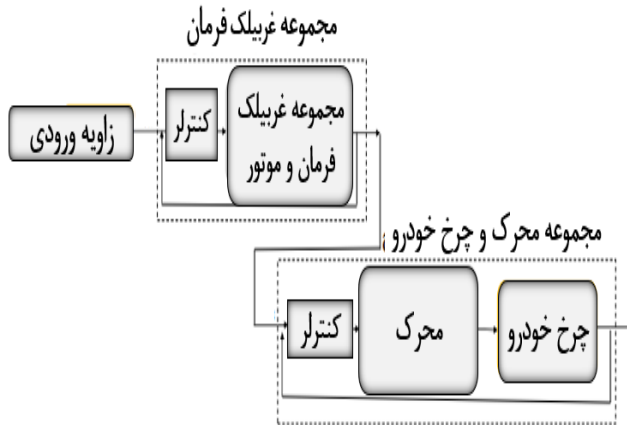 مجموعه غربیلک فرمان
زاویه ورودی
کنترلر
مجموعه غربیلک
فرمان و موتور
مجموعه محرک و چرخ خودرو
کنترلر
محرک
چرخ خودرو